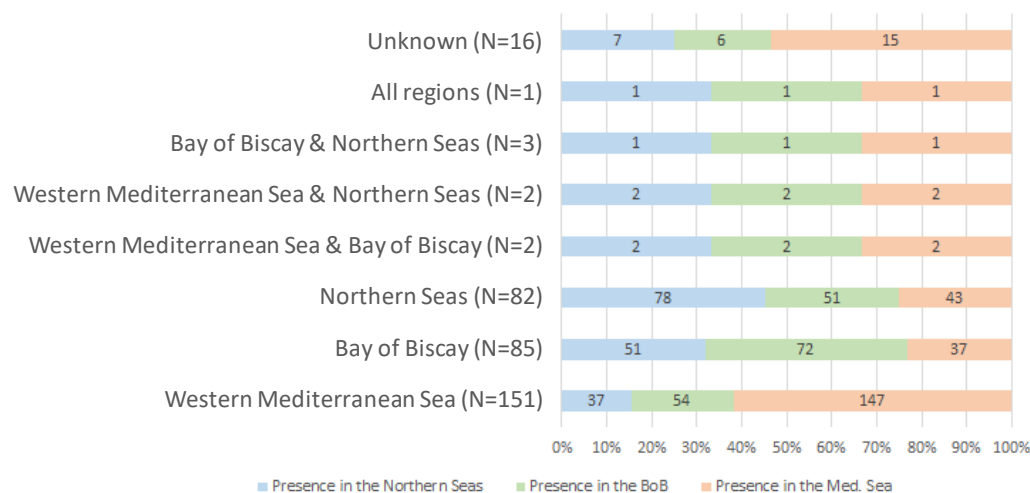 Unknown (N=16) 7 6 15
All regions (N=1) 1 1 1
Bay of Biscay & Northern Seas (N=3) 1 1 1
Western Mediterranean Sea & Northern Seas (N=2) 2 2 2
Western Mediterranean Sea & Bay of Biscay (N=2) 2 2 2
Northern Seas (N=82) 78 51 43
Bay of Biscay (N=85) 51 72 37
Western Mediterranean Sea (N=151) 37 54 147
0% 10% 20% 30% 40% 50% 60% 70% 80% 90% 100%
Presence in the Northern Seas Presence in the BoB Presence in the Med. Sea